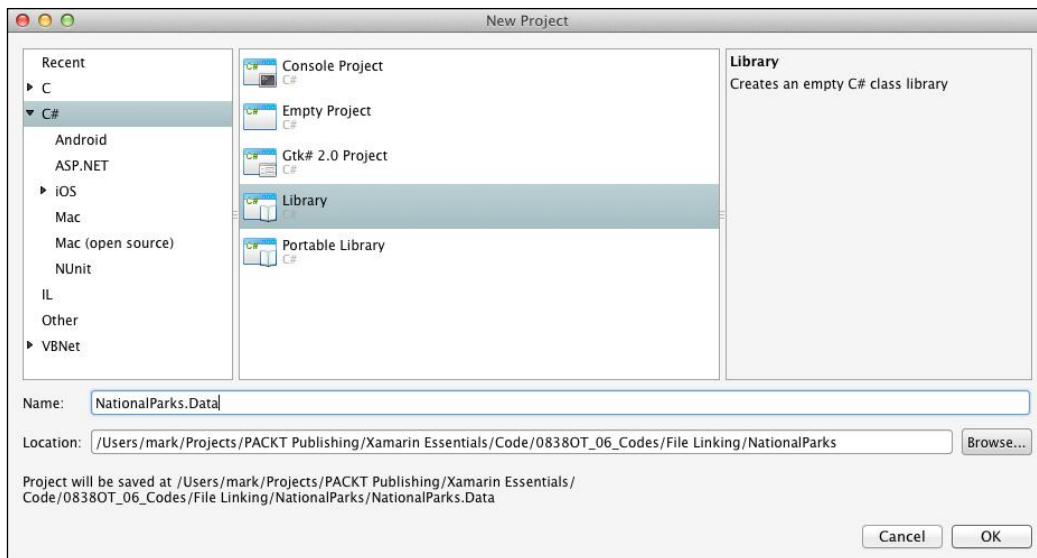 New Project
Recent
C
C#
Android
ASP.NET
iOS
Mac
Mac (open source)
NUnit
IL
Other
VBNet
C#
Console Project
C#
C#
Empty Project
C#
C#
Gtk# 2.0 Project
C#
C#
Library
C#
C#
Portable Library
C#
Library
Creates an empty C# class library
Name: NationalParks.Data
Location: /Users/mark/Projects/PACKT Publishing/Xamarin Essentials/Code/0838OT_06_Codes/File Linking/NationalParks Browse...
Project will be saved at /Users/mark/Projects/PACKT Publishing/Xamarin Essentials/
Code/0838OT_06_Codes/File Linking/NationalParks/NationalParks.Data
Cancel OK